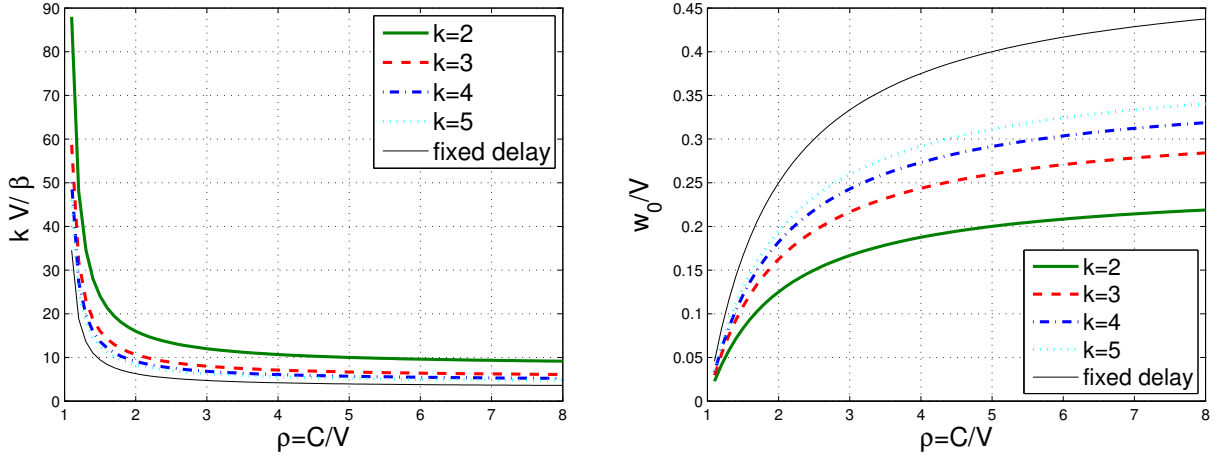 90
80
70
60
50
40
30
20
10
0
k V/ β
1 2 3 4 5 6 7 8
ρ=C/V
k=2
k=3
k=4
k=5
fixed delay
0.45
0.4
0.35
0.3
0.25
0.2
0.15
0.1
0.05
0
w₀/V
1 2 3 4 5 6 7 8
ρ=C/V
k=2
k=3
k=4
k=5
fixed delay